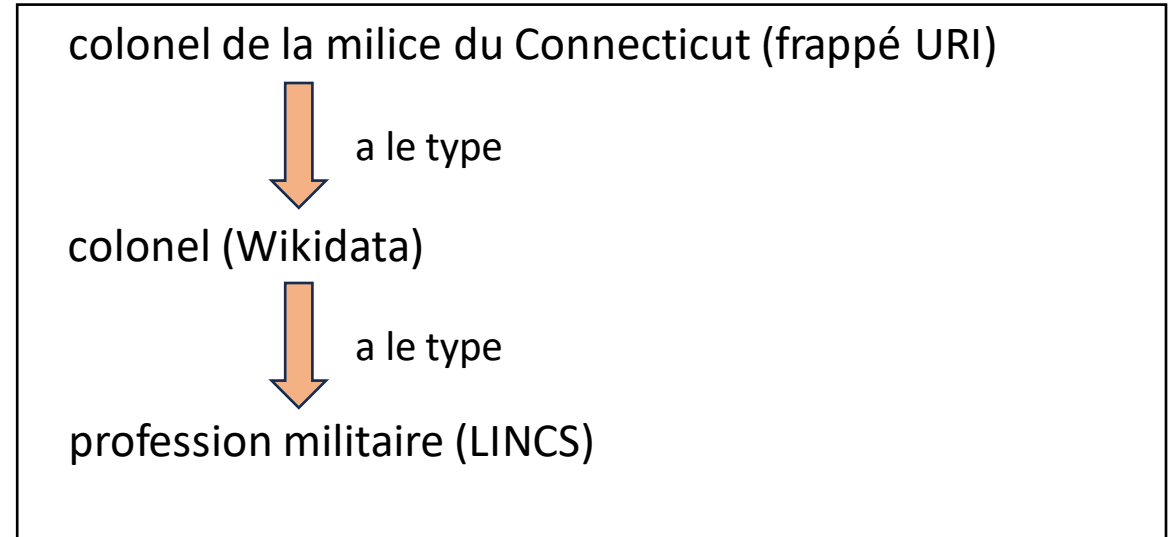 colonel de la milice du Connecticut (frappé URI)
a le type
colonel (Wikidata)
a le type
profession militaire (LINCS)